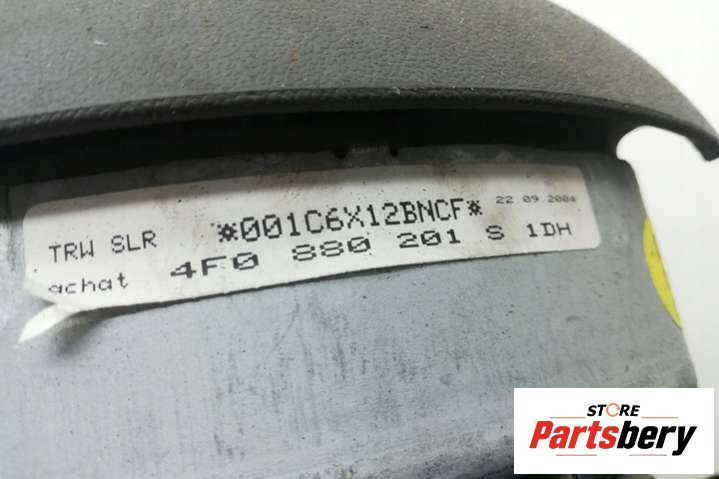 TRW SLR *001C6X12BNCF* 22.09.2004
achat 4F0 880 201 S 1DH
STORE
Partsbery